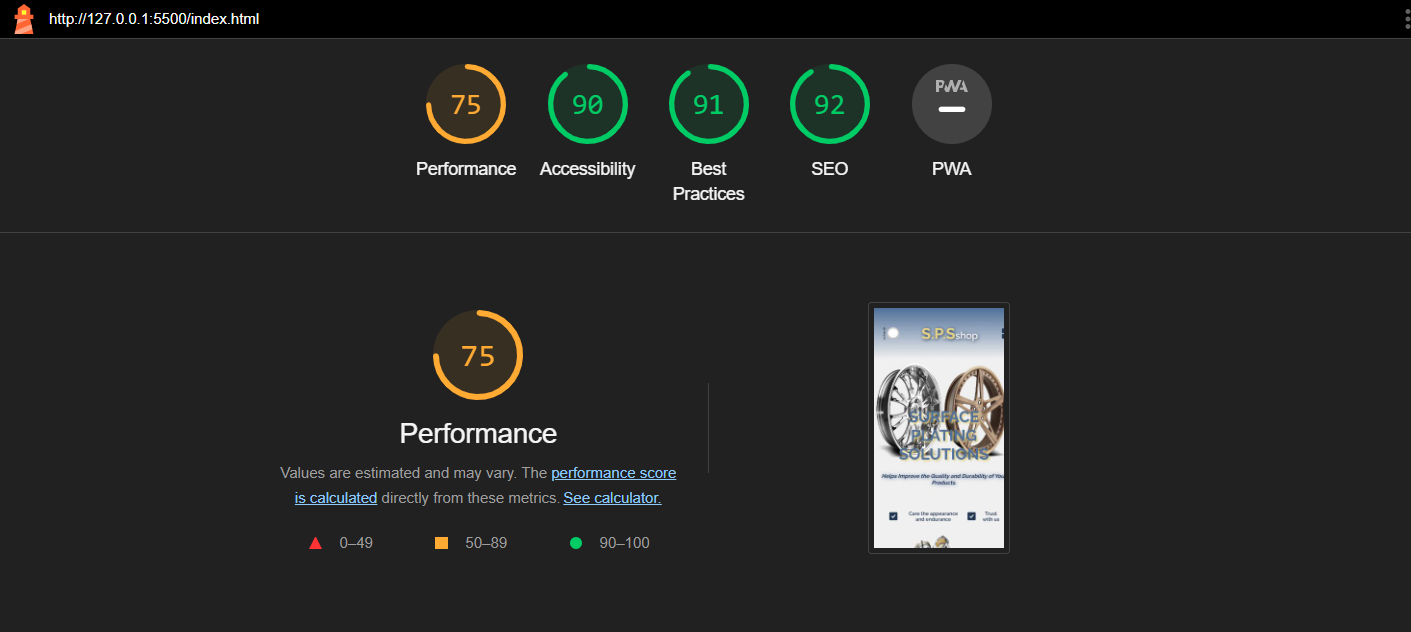 http://127.0.0.1:5500/index.html
75
90
91
92
PWA
Performance
Accessibility
Best
Practices
SEO
PWA
75
Performance
Values are estimated and may vary. The performance score
is calculated directly from these metrics. See calculator.
0–49
50–89
90–100
S.P.Sshop
SURFACE
PLATING
SOLUTIONS
Helps Improve the Quality and Durability of You
Products
Care the appearance
and endurance
Trust
with us